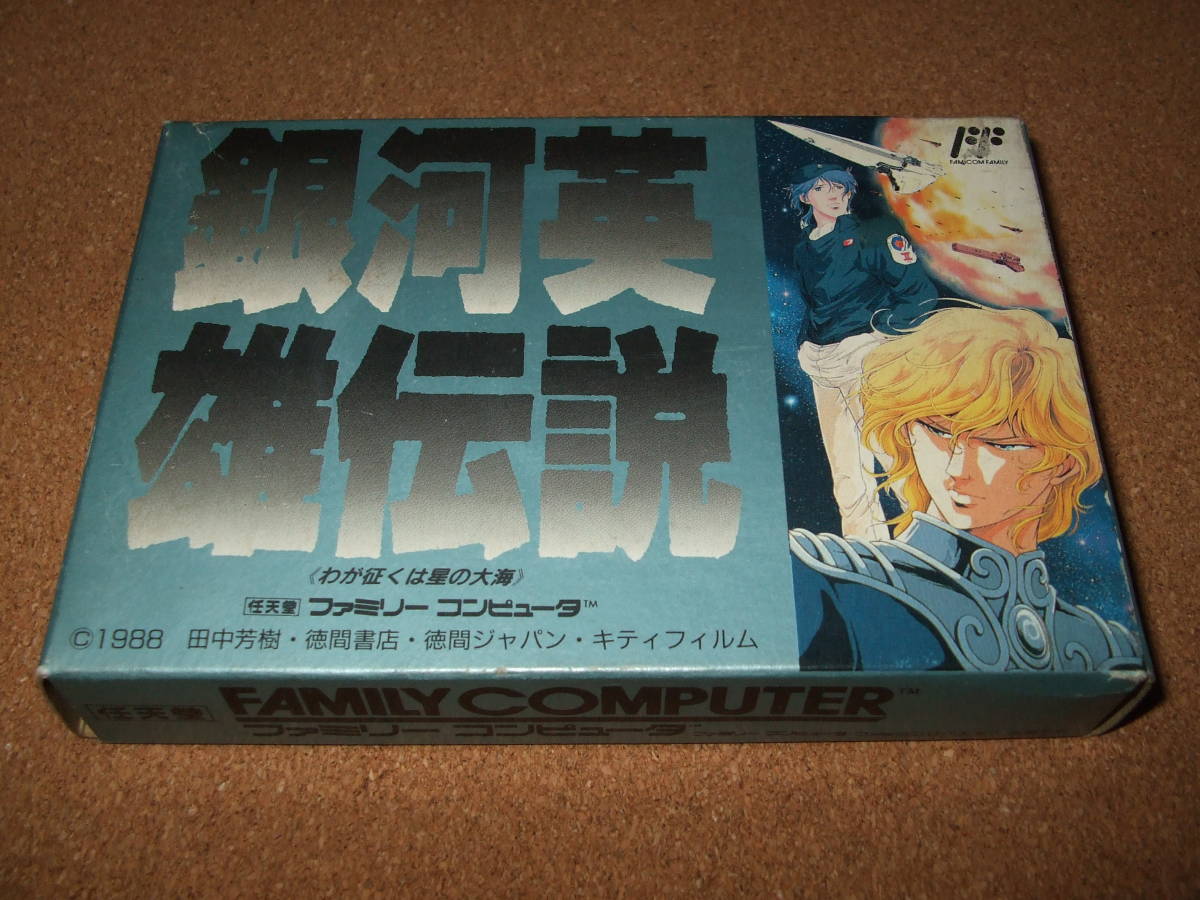 銀河英
雄伝説
《わが征くは星の大海》
任天堂 ファミリー コンピュータ™
©1988 田中芳樹・徳間書店・徳間ジャパン・キティフィルム
FAMICOM FAMILY
FAMILY COMPUTER™
任天堂 ファミリー コンピュータ